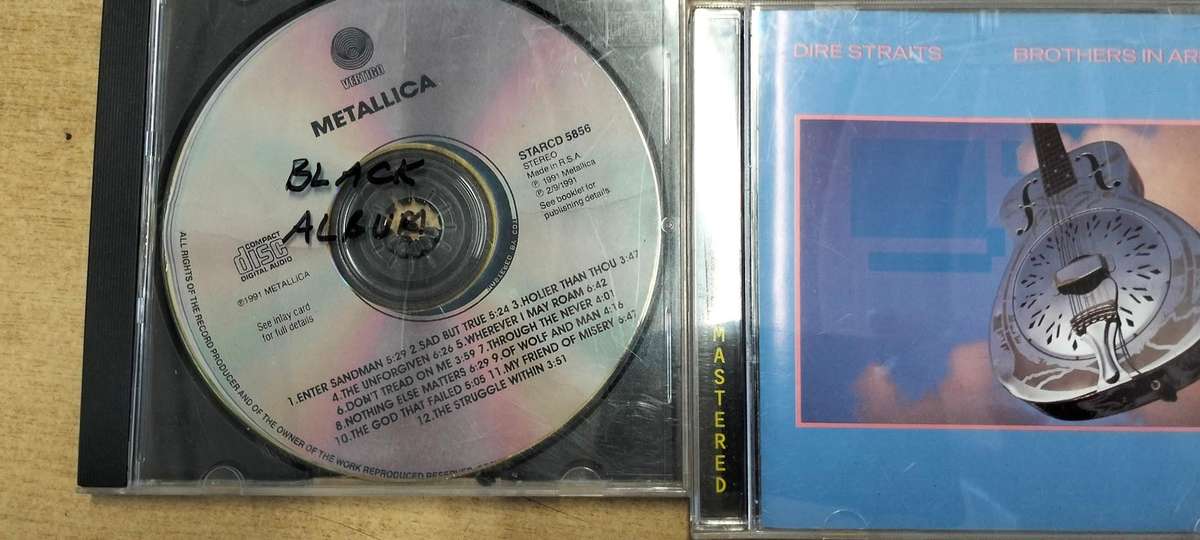 VERTIGO
METALLICA
BLACK
ALBUM
STARCD 5856
STEREO
Made in R.S.A.
℗ 1991 Metallica
℗ 2/9/1991
See booklet for
publishing details
COMPACT
disc
DIGITAL AUDIO
℗1991 METALLICA
See inlay card
for full details
1.ENTER SANDMAN 5:29 2.SAD BUT TRUE 5:24 3.HOLIER THAN THOU 3:47
4.THE UNFORGIVEN 6:26 5.WHEREVER I MAY ROAM 6:42
6.DON'T TREAD ON ME 3:59 7.THROUGH THE NEVER 4:01
8.NOTHING ELSE MATTERS 6:29 9.OF WOLF AND MAN 4:16
10.THE GOD THAT FAILED 5:05 11.MY FRIEND OF MISERY 6:47
12.THE STRUGGLE WITHIN 3:51
ALL RIGHTS OF THE RECORD PRODUCER AND OF THE OWNER OF THE WORK REPRODUCED RESERVED
MASTERED
DIRE STRAITS
BROTHERS IN